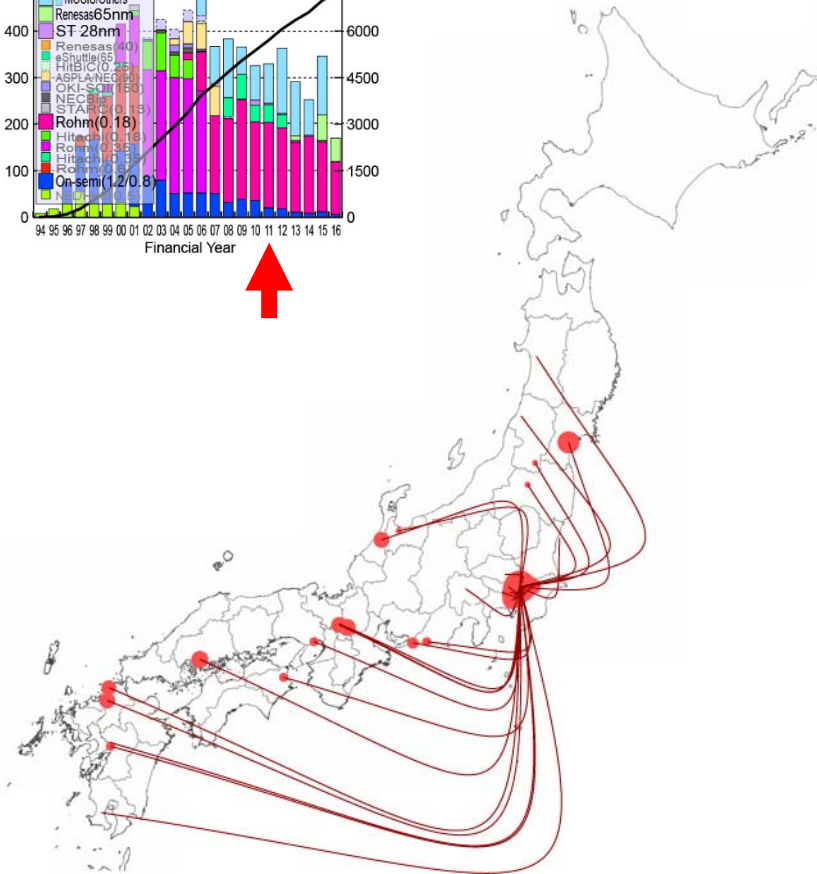 MOSIS/Others
Renesas65nm
ST 28nm
Renesas(40)
eShuttle(65)
HitBiC(0.25)
ASPLA/NEC(90)
OKI-SOI(150)
NECBip
STARC(0.13)
Rohm(0.18)
Hitachi(0.18)
Rohm(0.35)
Hitachi(0.35)
Rohm(0.6)
On-semi(1.2/0.8)
400
300
200
100
0
6000
4500
3000
1500
0
94 95 96 97 98 99 00 01 02 03 04 05 06 07 08 09 10 11 12 13 14 15 16
Financial Year